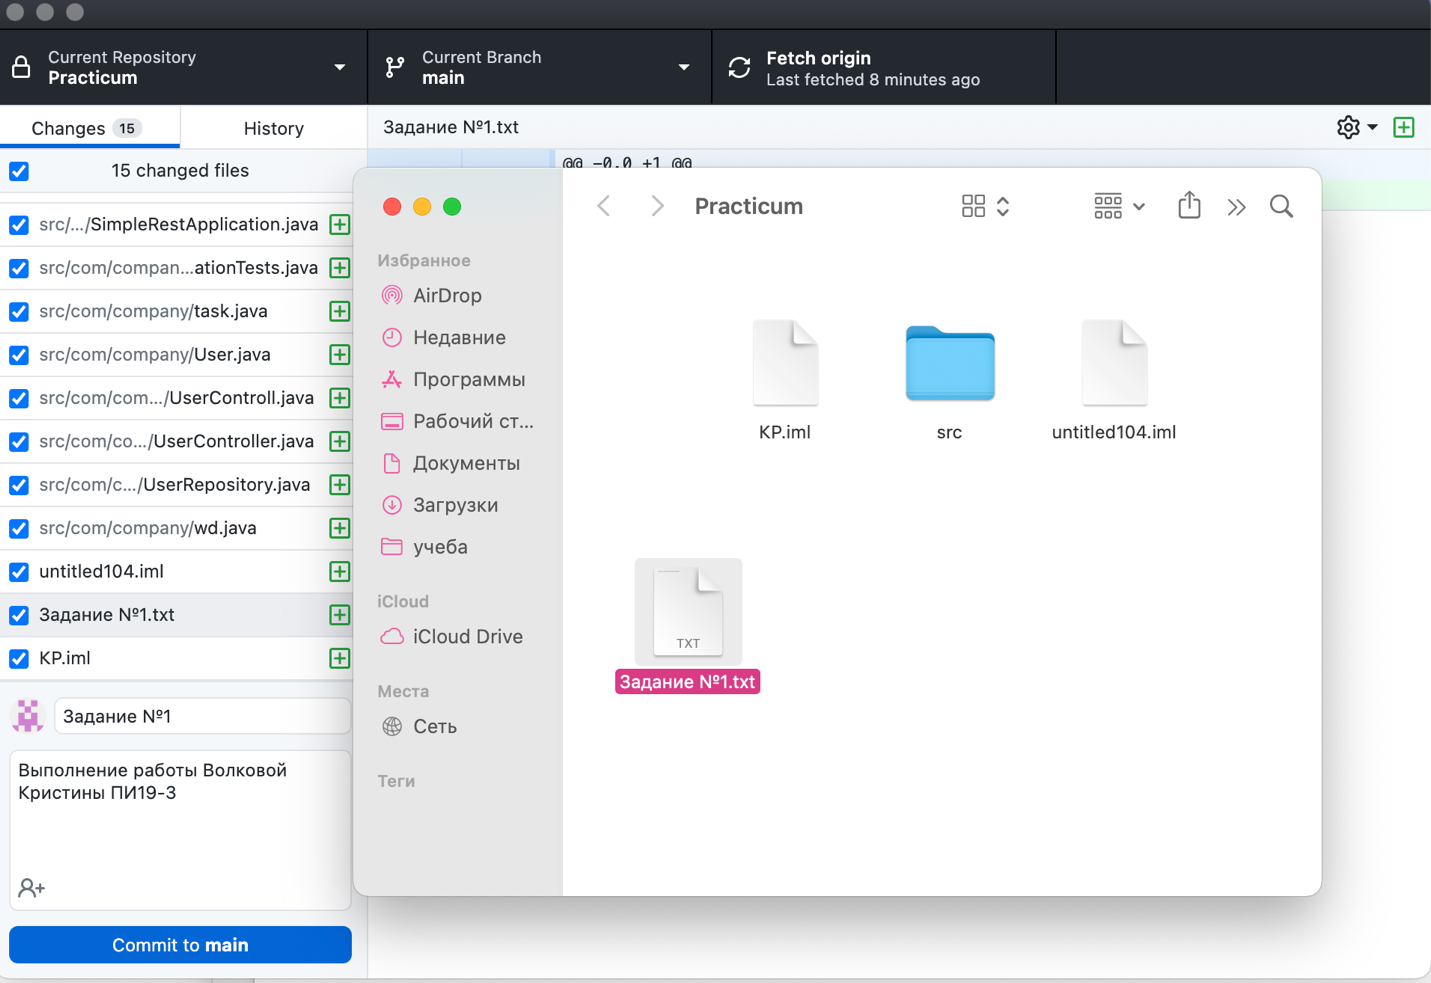 Current Repository
Practicum
Current Branch
main
Fetch origin
Last fetched 8 minutes ago
Changes 15
History
Задание №1.txt
15 changed files
@@ -0,0 +1 @@
src/.../SimpleRestApplication.java
src/com/compan...ationTests.java
src/com/company/task.java
src/com/company/User.java
src/com/com.../UserControll.java
src/com/co.../UserController.java
src/com/c.../UserRepository.java
src/com/company/wd.java
untitled104.iml
Задание №1.txt
KP.iml
Задание №1
Выполнение работы Волковой
Кристины ПИ19-3
Commit to main
Practicum
Избранное
AirDrop
Недавние
Программы
Рабочий ст...
Документы
Загрузки
учеба
iCloud
iCloud Drive
Места
Сеть
Теги
KP.iml
src
untitled104.iml
TXT
Задание №1.txt